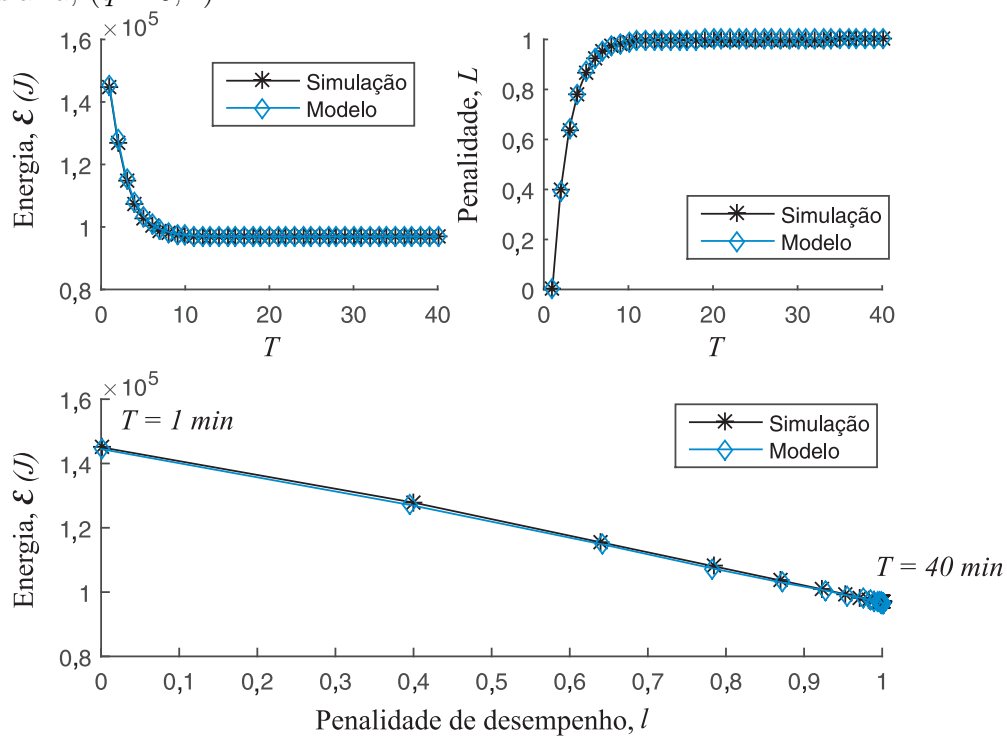 × 10⁵
1,6
1,4
1,2
1
0,8
Energia, ℰ (J)
0 10 20 30 40
T
Simulação
Modelo
1
0,8
0,6
0,4
0,2
0
Penalidade, L
0 10 20 30 40
T
Simulação
Modelo
× 10⁵
1,6
1,4
1,2
1
0,8
Energia, ℰ (J)
T = 1 min
Simulação
Modelo
T = 40 min
0 0,1 0,2 0,3 0,4 0,5 0,6 0,7 0,8 0,9 1
Penalidade de desempenho, l